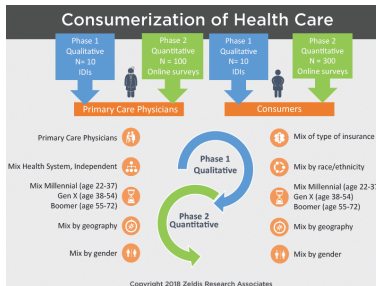 Consumerization of Health Care
Phase 1
Qualitative
N= 10
IDIs
Phase 2
Quantitative
N = 100
Online surveys
Phase 1
Qualitative
N= 10
IDIs
Phase 2
Quantitative
N = 300
Online surveys
Primary Care Physicians
Consumers
Primary Care Physicians
Mix Health System, Independent
Mix Millennial (age 22-37)
Gen X (age 38-54)
Boomer (age 55-72)
Mix by geography
Mix by gender
Phase 1
Qualitative
Phase 2
Quantitative
Mix of type of insurance
Mix by race/ethnicity
Mix Millennial (age 22-37
Gen X (age 38-54)
Boomer (age 55-72)
Mix by geography
Mix by gender
Copyright 2018 Zeldis Research Associates